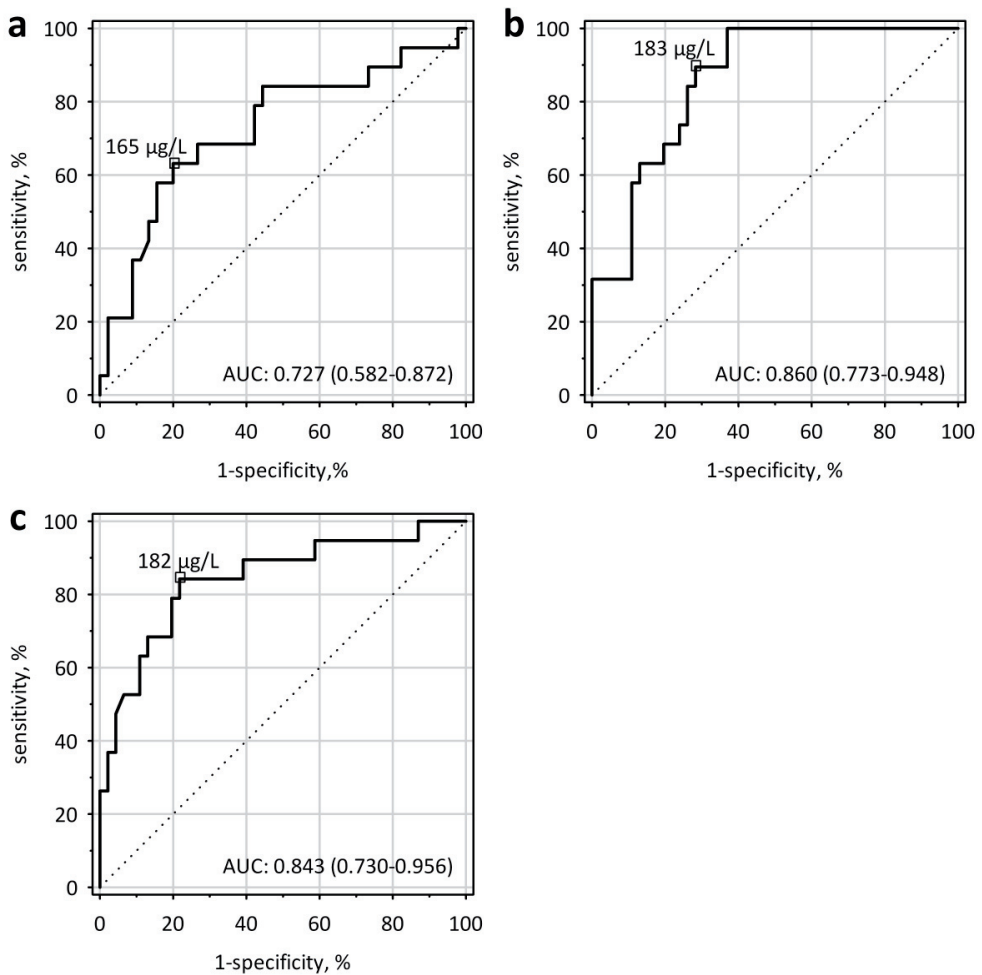 a
100
80
60
40
20
0
sensitivity, %
165 µg/L
AUC: 0.727 (0.582-0.872)
0 20 40 60 80 100
1-specificity,%
b
100
80
60
40
20
0
sensitivity, %
183 µg/L
AUC: 0.860 (0.773-0.948)
0 20 40 60 80 100
1-specificity, %
c
100
80
60
40
20
0
sensitivity, %
182 µg/L
AUC: 0.843 (0.730-0.956)
0 20 40 60 80 100
1-specificity, %